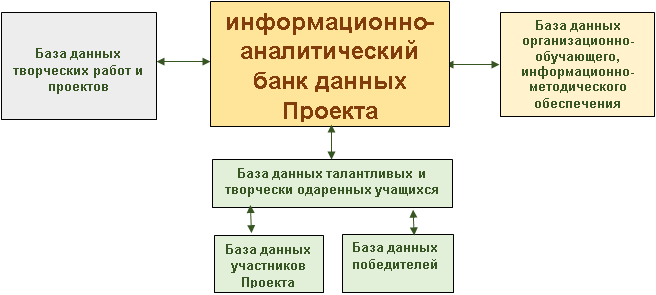 База данных
творческих работ и
проектов
информационно-
аналитический
банк данных
Проекта
База данных
организационно-
обучающего,
информационно-
методического
обеспечения
База данных талантливых и
творчески одаренных учащихся
База данных
участников
Проекта
База данных
победителей